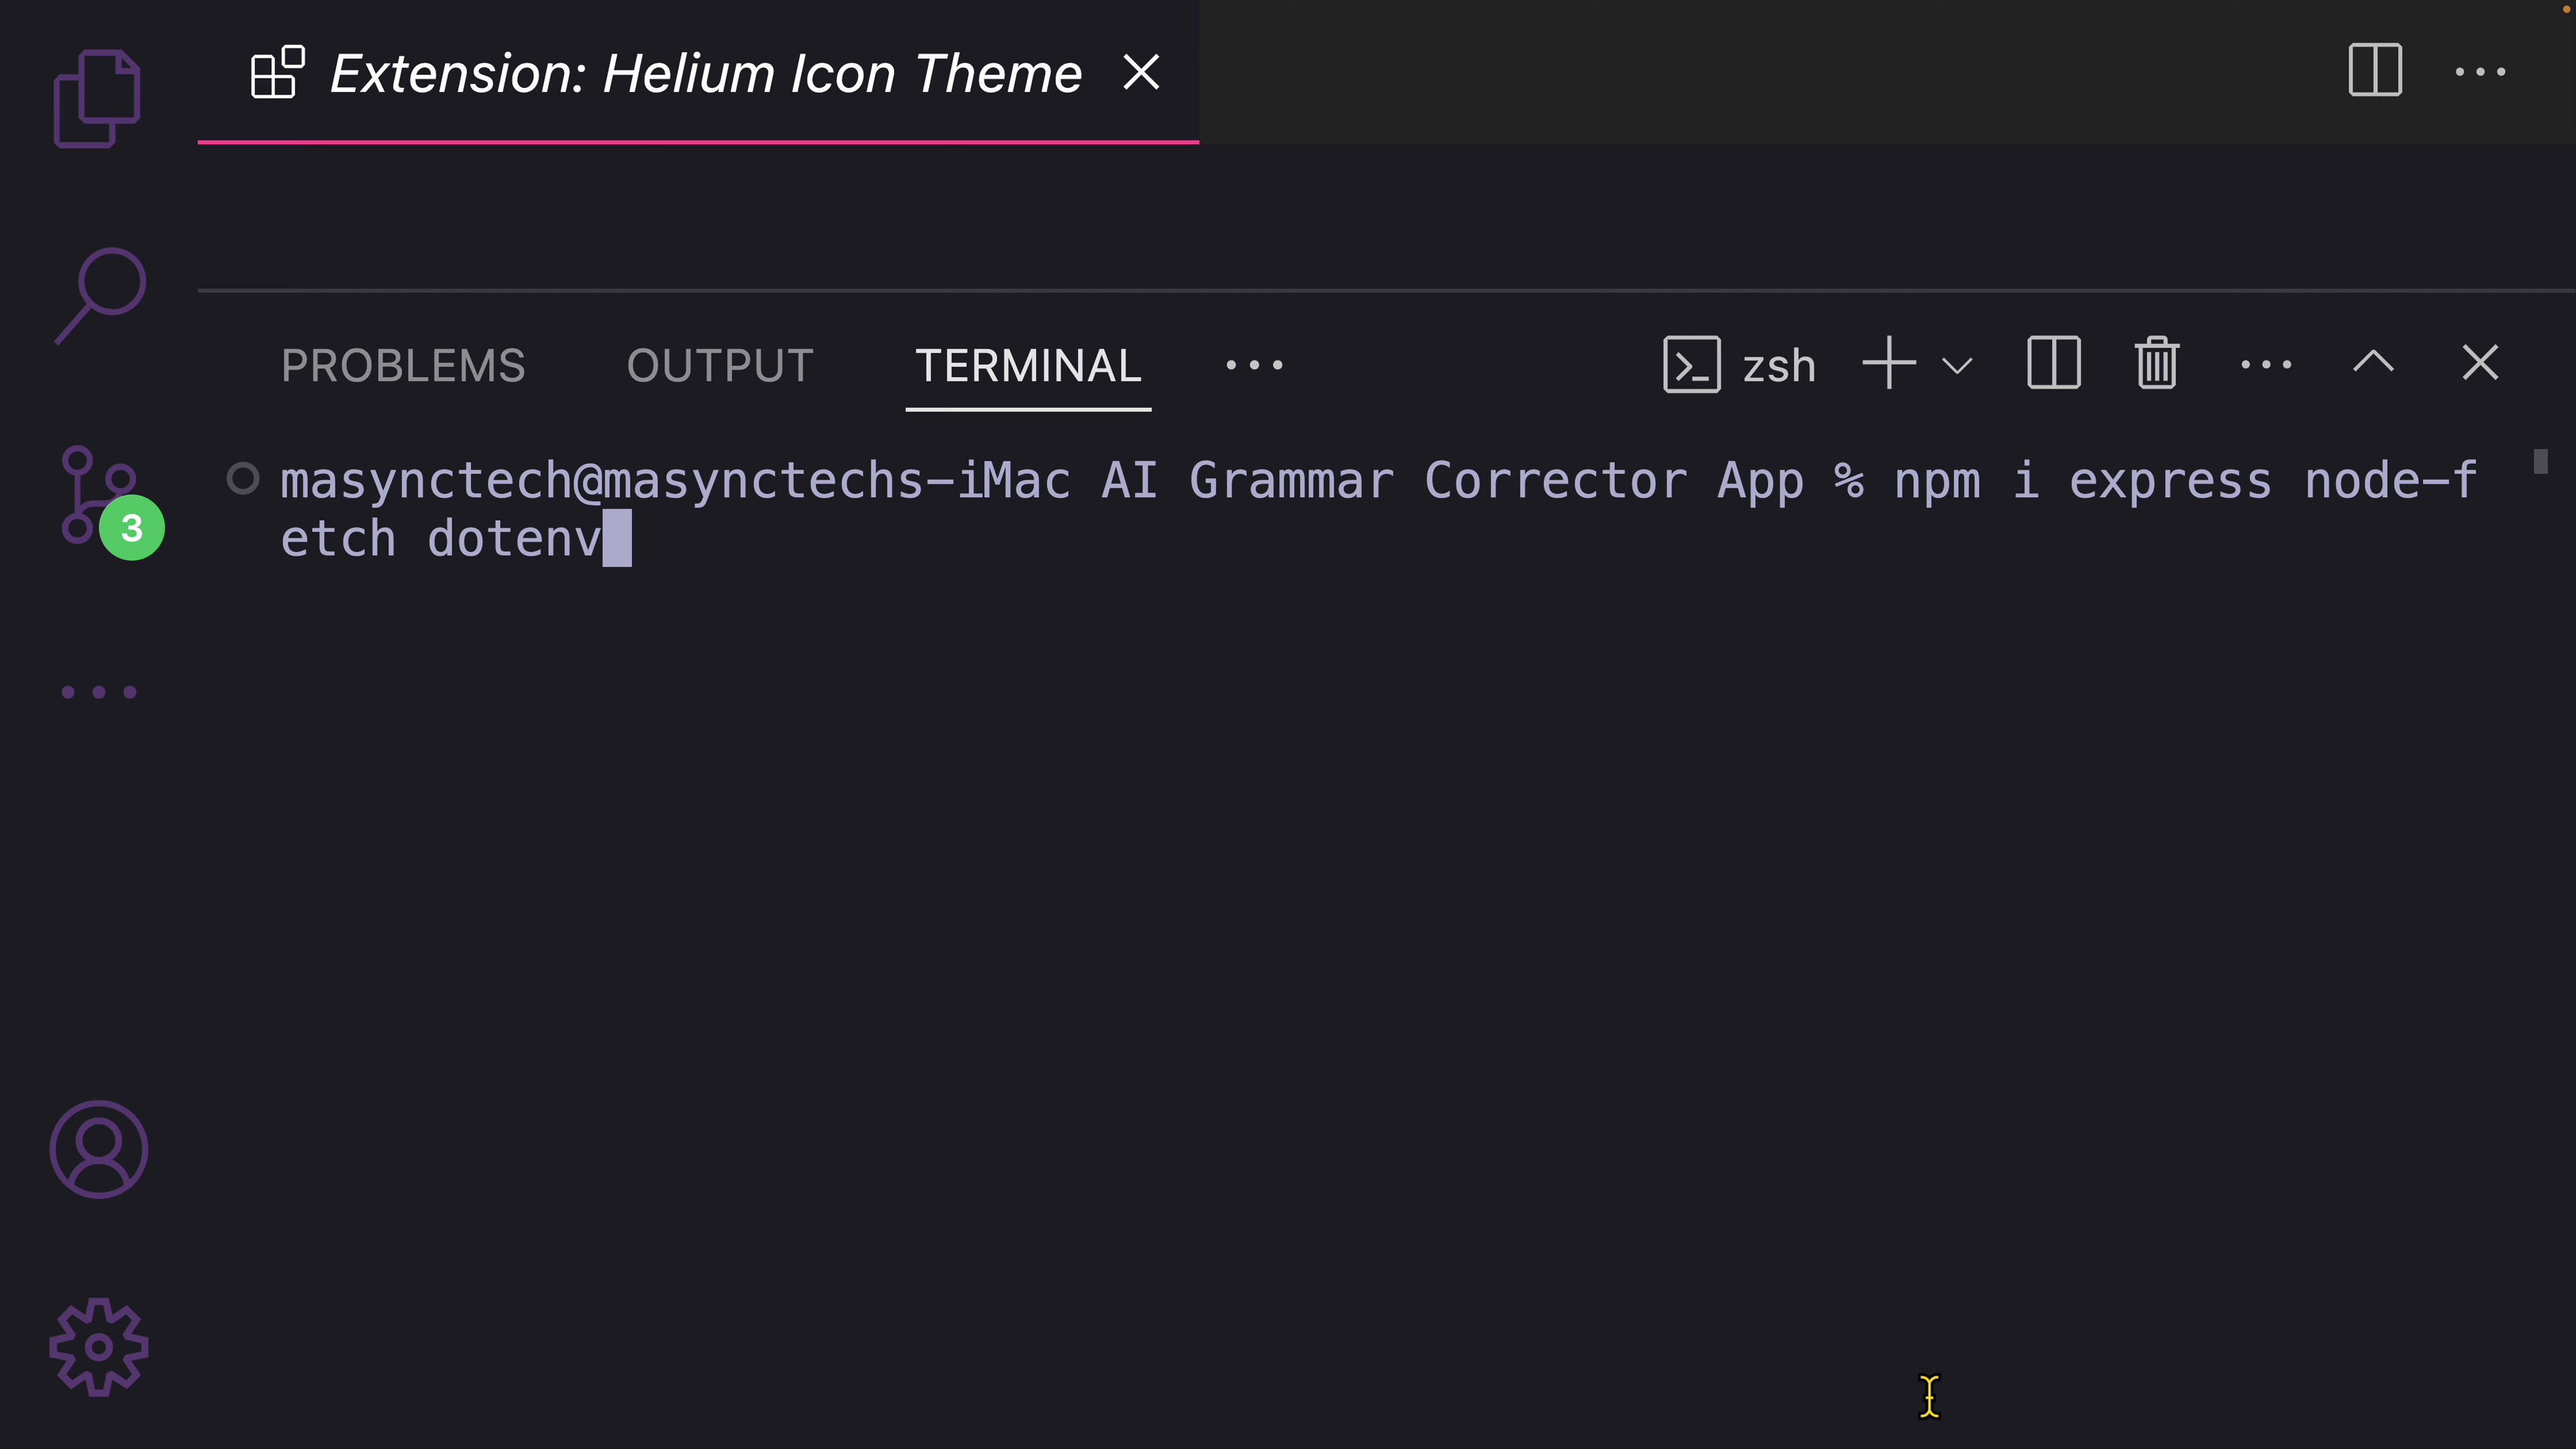 Extension: Helium Icon Theme
PROBLEMS OUTPUT TERMINAL zsh
masynctech@masynctechs-iMac AI Grammar Corrector App % npm i express node-f
etch dotenv
3